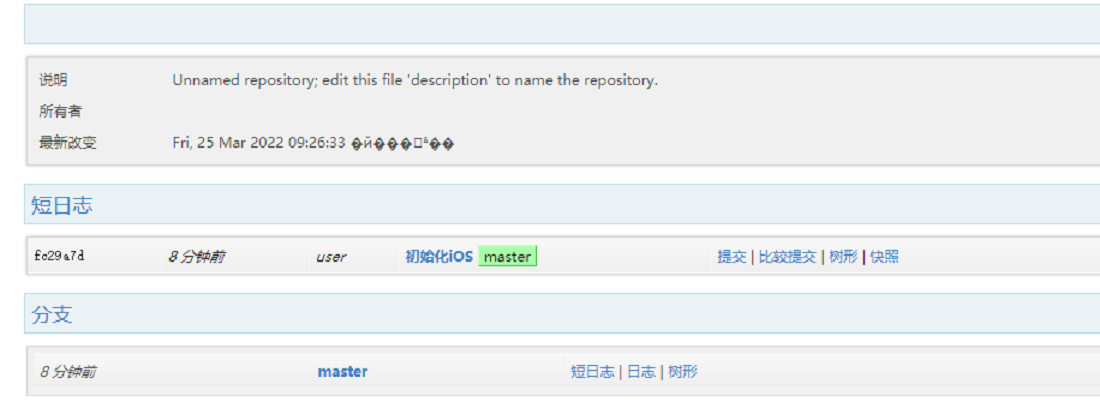 说明 Unnamed repository; edit this file 'description' to name the repository.
所有者
最新改变 Fri, 25 Mar 2022 09:26:33
短日志
fc29a7d 8 分钟前 user 初始化iOS master 提交 | 比较提交 | 树形 | 快照
分支
8 分钟前 master 短日志 | 日志 | 树形